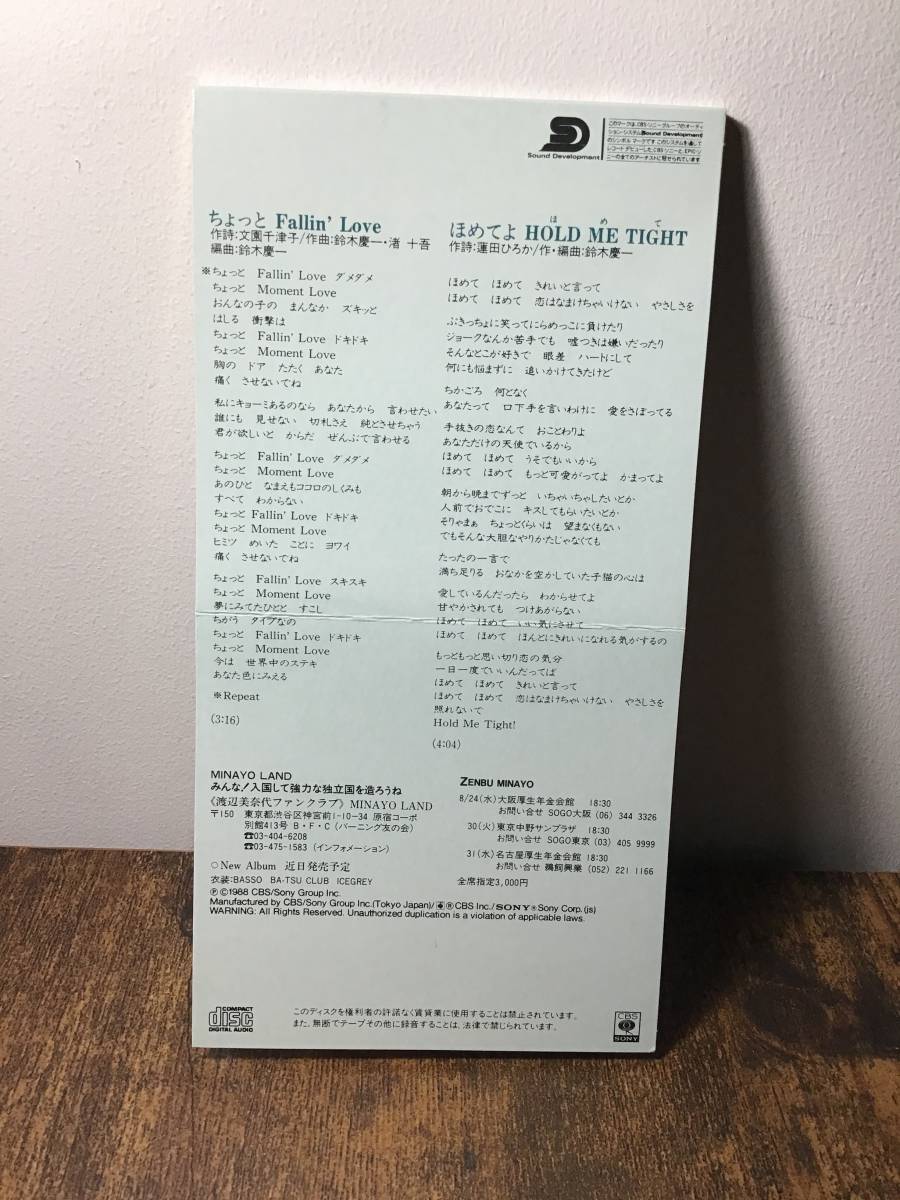 Sound Development
このマークは、CBS・ソニーグループのオーディ
ション・システムSound Development
のシンボルマークです このシステムを通して
レコードデビューした、CBS・ソニーと、EPIC・ソ
ニーの全てのアーチストに魅せられています
ちょっと Fallin' Love
作詩:文園千津子/作曲:鈴木慶一・渚 十吾
編曲:鈴木慶一
※ちょっと Fallin' Love ダメダメ
ちょっと Moment Love
おんなの子の まんなか ズキッと
はしる 衝撃は
ちょっと Fallin' Love ドキドキ
ちょっと Moment Love
胸の ドア たたく あなた
痛く させないでね
私にキョーミあるのなら あなたから 言わせたい
誰にも 見せない 切札さえ 純とさせちゃう
君が欲しいと からだ ぜんぶで言わせる
ちょっと Fallin' Love ダメダメ
ちょっと Moment Love
あのひと なまえもココロのしくみも
すべて わからない
ちょっと Fallin' Love ドキドキ
ちょっと Moment Love
ヒミツ めいた ことに ヨワイ
痛く させないでね
ちょっと Fallin' Love スキスキ
ちょっと Moment Love
夢にみてたひとと すこし
ちがう タイプなの
ちょっと Fallin' Love ドキドキ
ちょっと Moment Love
今は 世界中のステキ
あなた色にみえる
※Repeat
(3:16)
ほめて
ほめてよ HOLD ME TIGHT
作詩:蓮田ひろか/作・編曲:鈴木慶一
ほめて ほめて きれいと言って
ほめて ほめて 恋はなまけちゃいけない やさしさを
ぶきっちょに笑ってにらめっこに負けたり
ジョークなんか苦手でも 嘘つきは嫌いだったり
そんなとこが好きで 眼差 ハートにして
何にも悩まずに 追いかけてきたけど
ちかごろ 何となく
あなたって 口下手を言いわけに 愛をさぼってる
手抜きの恋なんて おことわりよ
あなただけの天使でいるから
ほめて ほめて うそでもいいから
ほめて ほめて もっと可愛がってよ かまってよ
朝から晩までずっと いちゃいちゃしたいとか
人前でおでこに キスしてもらいたいとか
そりゃまぁ ちょっとくらいは 望まなくもない
でもそんな大胆なやりかたじゃなくても
たったの一言で
満ち足りる おなかを空かしていた子猫の心は
愛しているんだったら わからせてよ
甘やかされても つけあがらない
ほめて ほめて いい気にさせて
ほめて ほめて ほんとにきれいになれる気がするの
もっともっと思い切り恋の気分
一日一度でいいんだってば
ほめて ほめて きれいと言って
ほめて ほめて 恋はなまけちゃいけない やさしさを
照れないで
Hold Me Tight!
(4:04)
MINAYO LAND
みんな!入国して強力な独立国を造ろうね
《渡辺美奈代ファンクラブ》MINAYO LAND
〒150 東京都渋谷区神宮前1-10-34 原宿コーポ
別館413号 B・F・C (バーニング友の会)
☎03-404-6208
☎03-475-1583 (インフォメーション)
○New Album 近日発売予定
衣装:BASSO BA-TSU CLUB ICEGREY
ZENBU MINAYO
8/24(水)大阪厚生年金会館 18:30
お問い合せ SOGO大阪 (06) 344 3326
30(火)東京中野サンプラザ 18:30
お問い合せ SOGO東京 (03) 405 9999
31(水)名古屋厚生年金会館 18:30
お問い合せ 鵜飼興業 (052) 221 1166
全席指定3,000円
Ⓟ©1988 CBS/Sony Group Inc.
Manufactured by CBS/Sony Group Inc.(Tokyo Japan)/®CBS Inc./SONY®Sony Corp.(js)
WARNING: All Rights Reserved. Unauthorized duplication is a violation of applicable laws.
COMPACT
disc
DIGITAL AUDIO
このディスクを権利者の許諾なく賃貸業に使用することは禁止されています。
また、無断でテープその他に録音することは、法律で禁じられています。
CBS
SONY